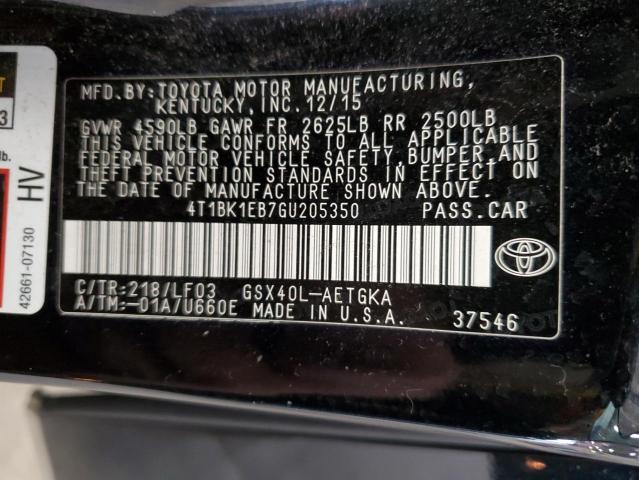 MFD.BY:TOYOTA MOTOR MANUFACTURING,
KENTUCKY,INC.12/15
GVWR 4590LB GAWR FR 2625LB RR 2500LB
THIS VEHICLE CONFORMS TO ALL APPLICABLE
FEDERAL MOTOR VEHICLE SAFETY,BUMPER,AND
THEFT PREVENTION STANDARDS IN EFFECT ON
THE DATE OF MANUFACTURE SHOWN ABOVE.
4T1BK1EB7GU205350 PASS.CAR
C/TR:218/LF03 GSX40L-AETGKA
A/TM:-01A/U660E MADE IN U.S.A. 37546
3
lb.
HV
42661-07130